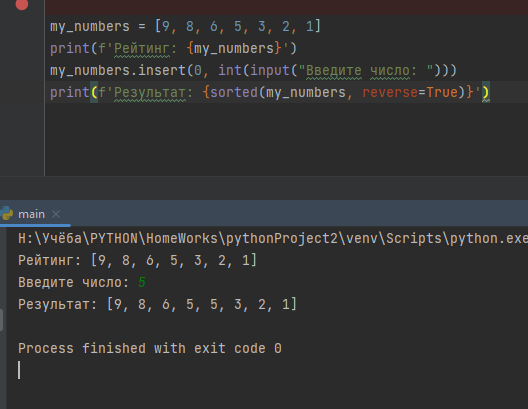 my_numbers = [9, 8, 6, 5, 3, 2, 1]
print(f'Рейтинг: {my_numbers}')
my_numbers.insert(0, int(input("Введите число: ")))
print(f'Результат: {sorted(my_numbers, reverse=True)}')
main ×
H:\Учёба\PYTHON\HomeWorks\pythonProject2\venv\Scripts\python.exe
Рейтинг: [9, 8, 6, 5, 3, 2, 1]
Введите число: 5
Результат: [9, 8, 6, 5, 5, 3, 2, 1]
Process finished with exit code 0